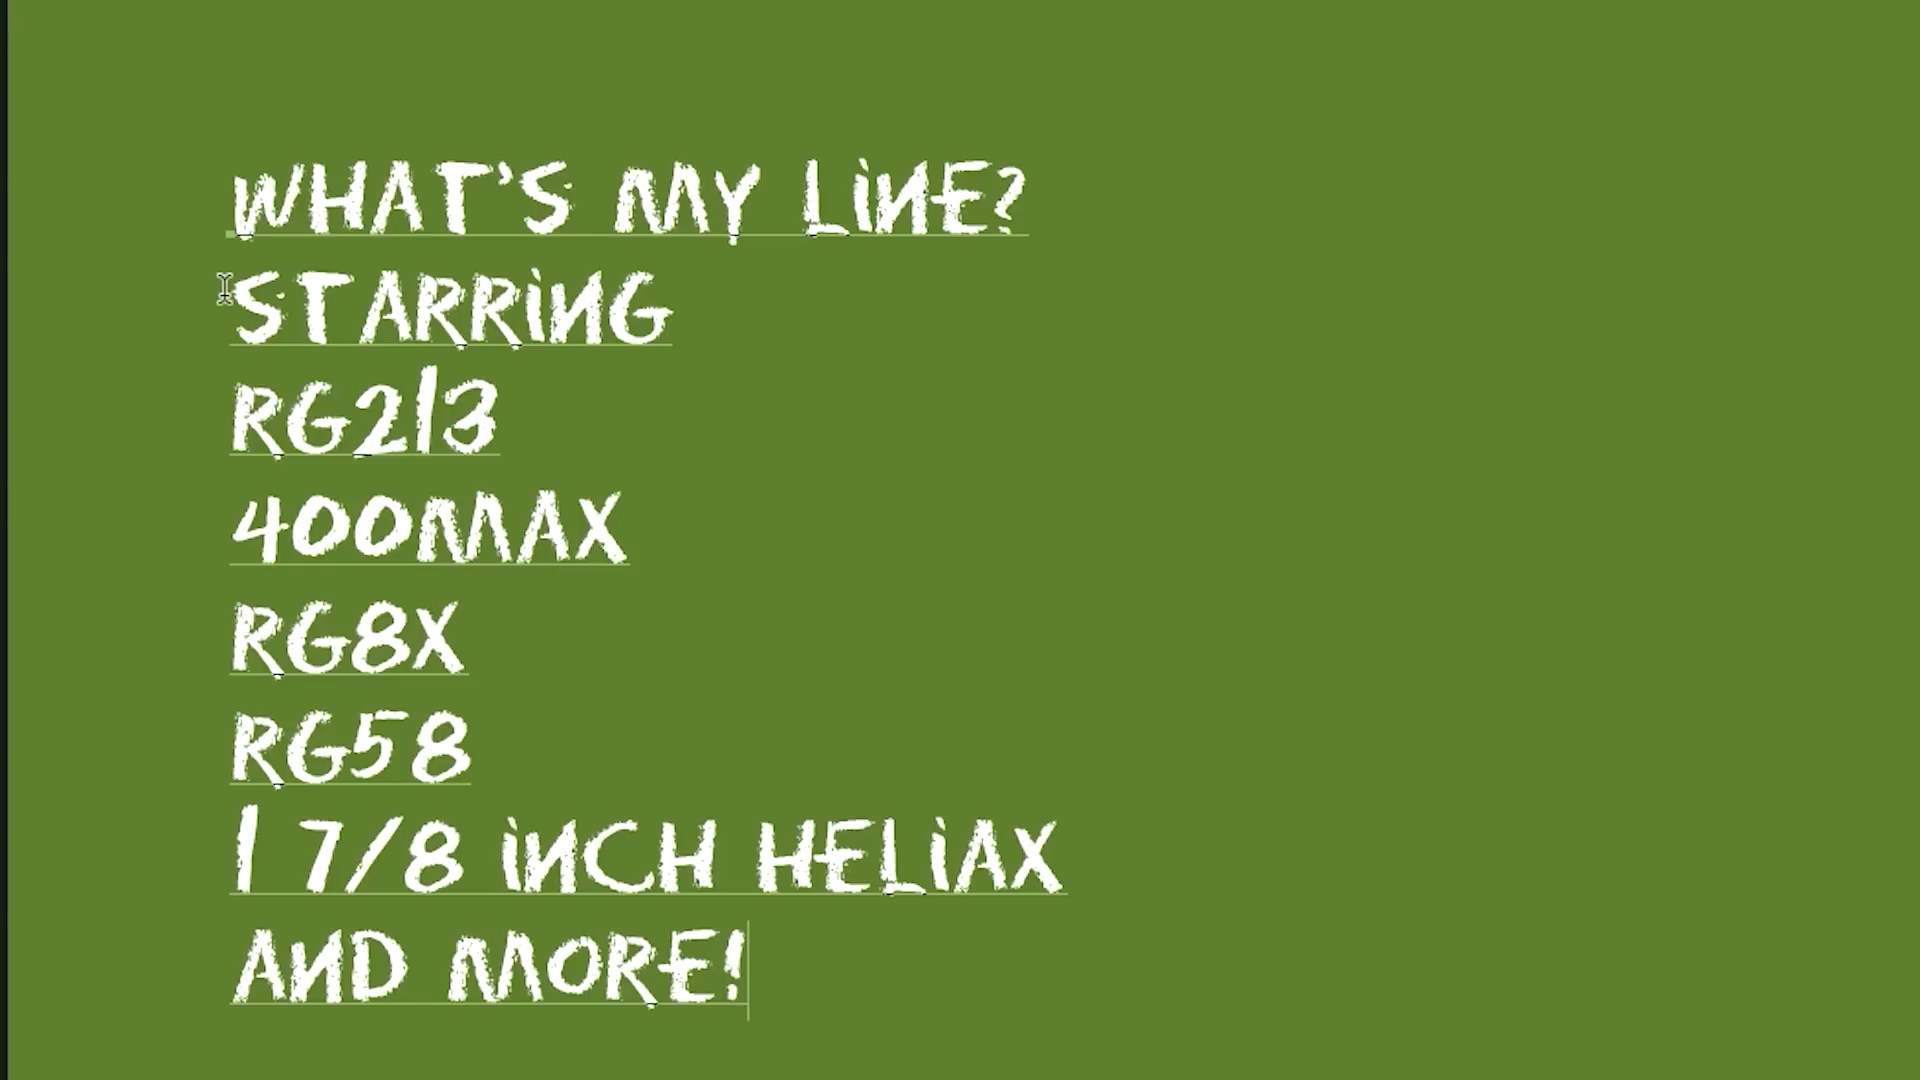 WHAT'S MY LiNE?
STARRiNG
RG213
400MAX
RG8X
RG58
1 7/8 iNCH HELiAX
AND MORE!